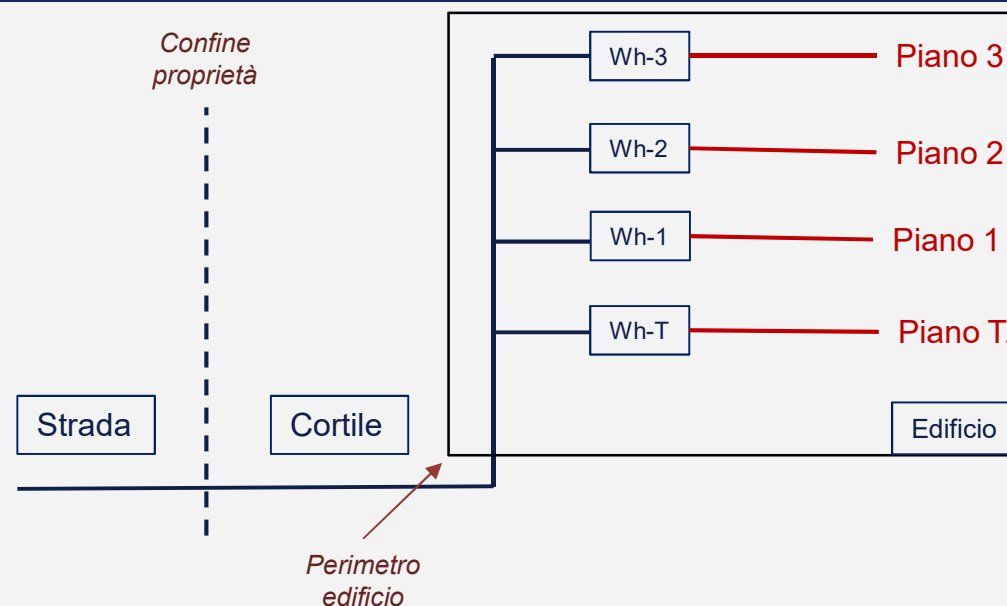 Confine
proprietà
Wh-3
Piano 3
Wh-2
Piano 2
Wh-1
Piano 1
Wh-T
Piano T.
Strada
Cortile
Edificio
Perimetro
edificio